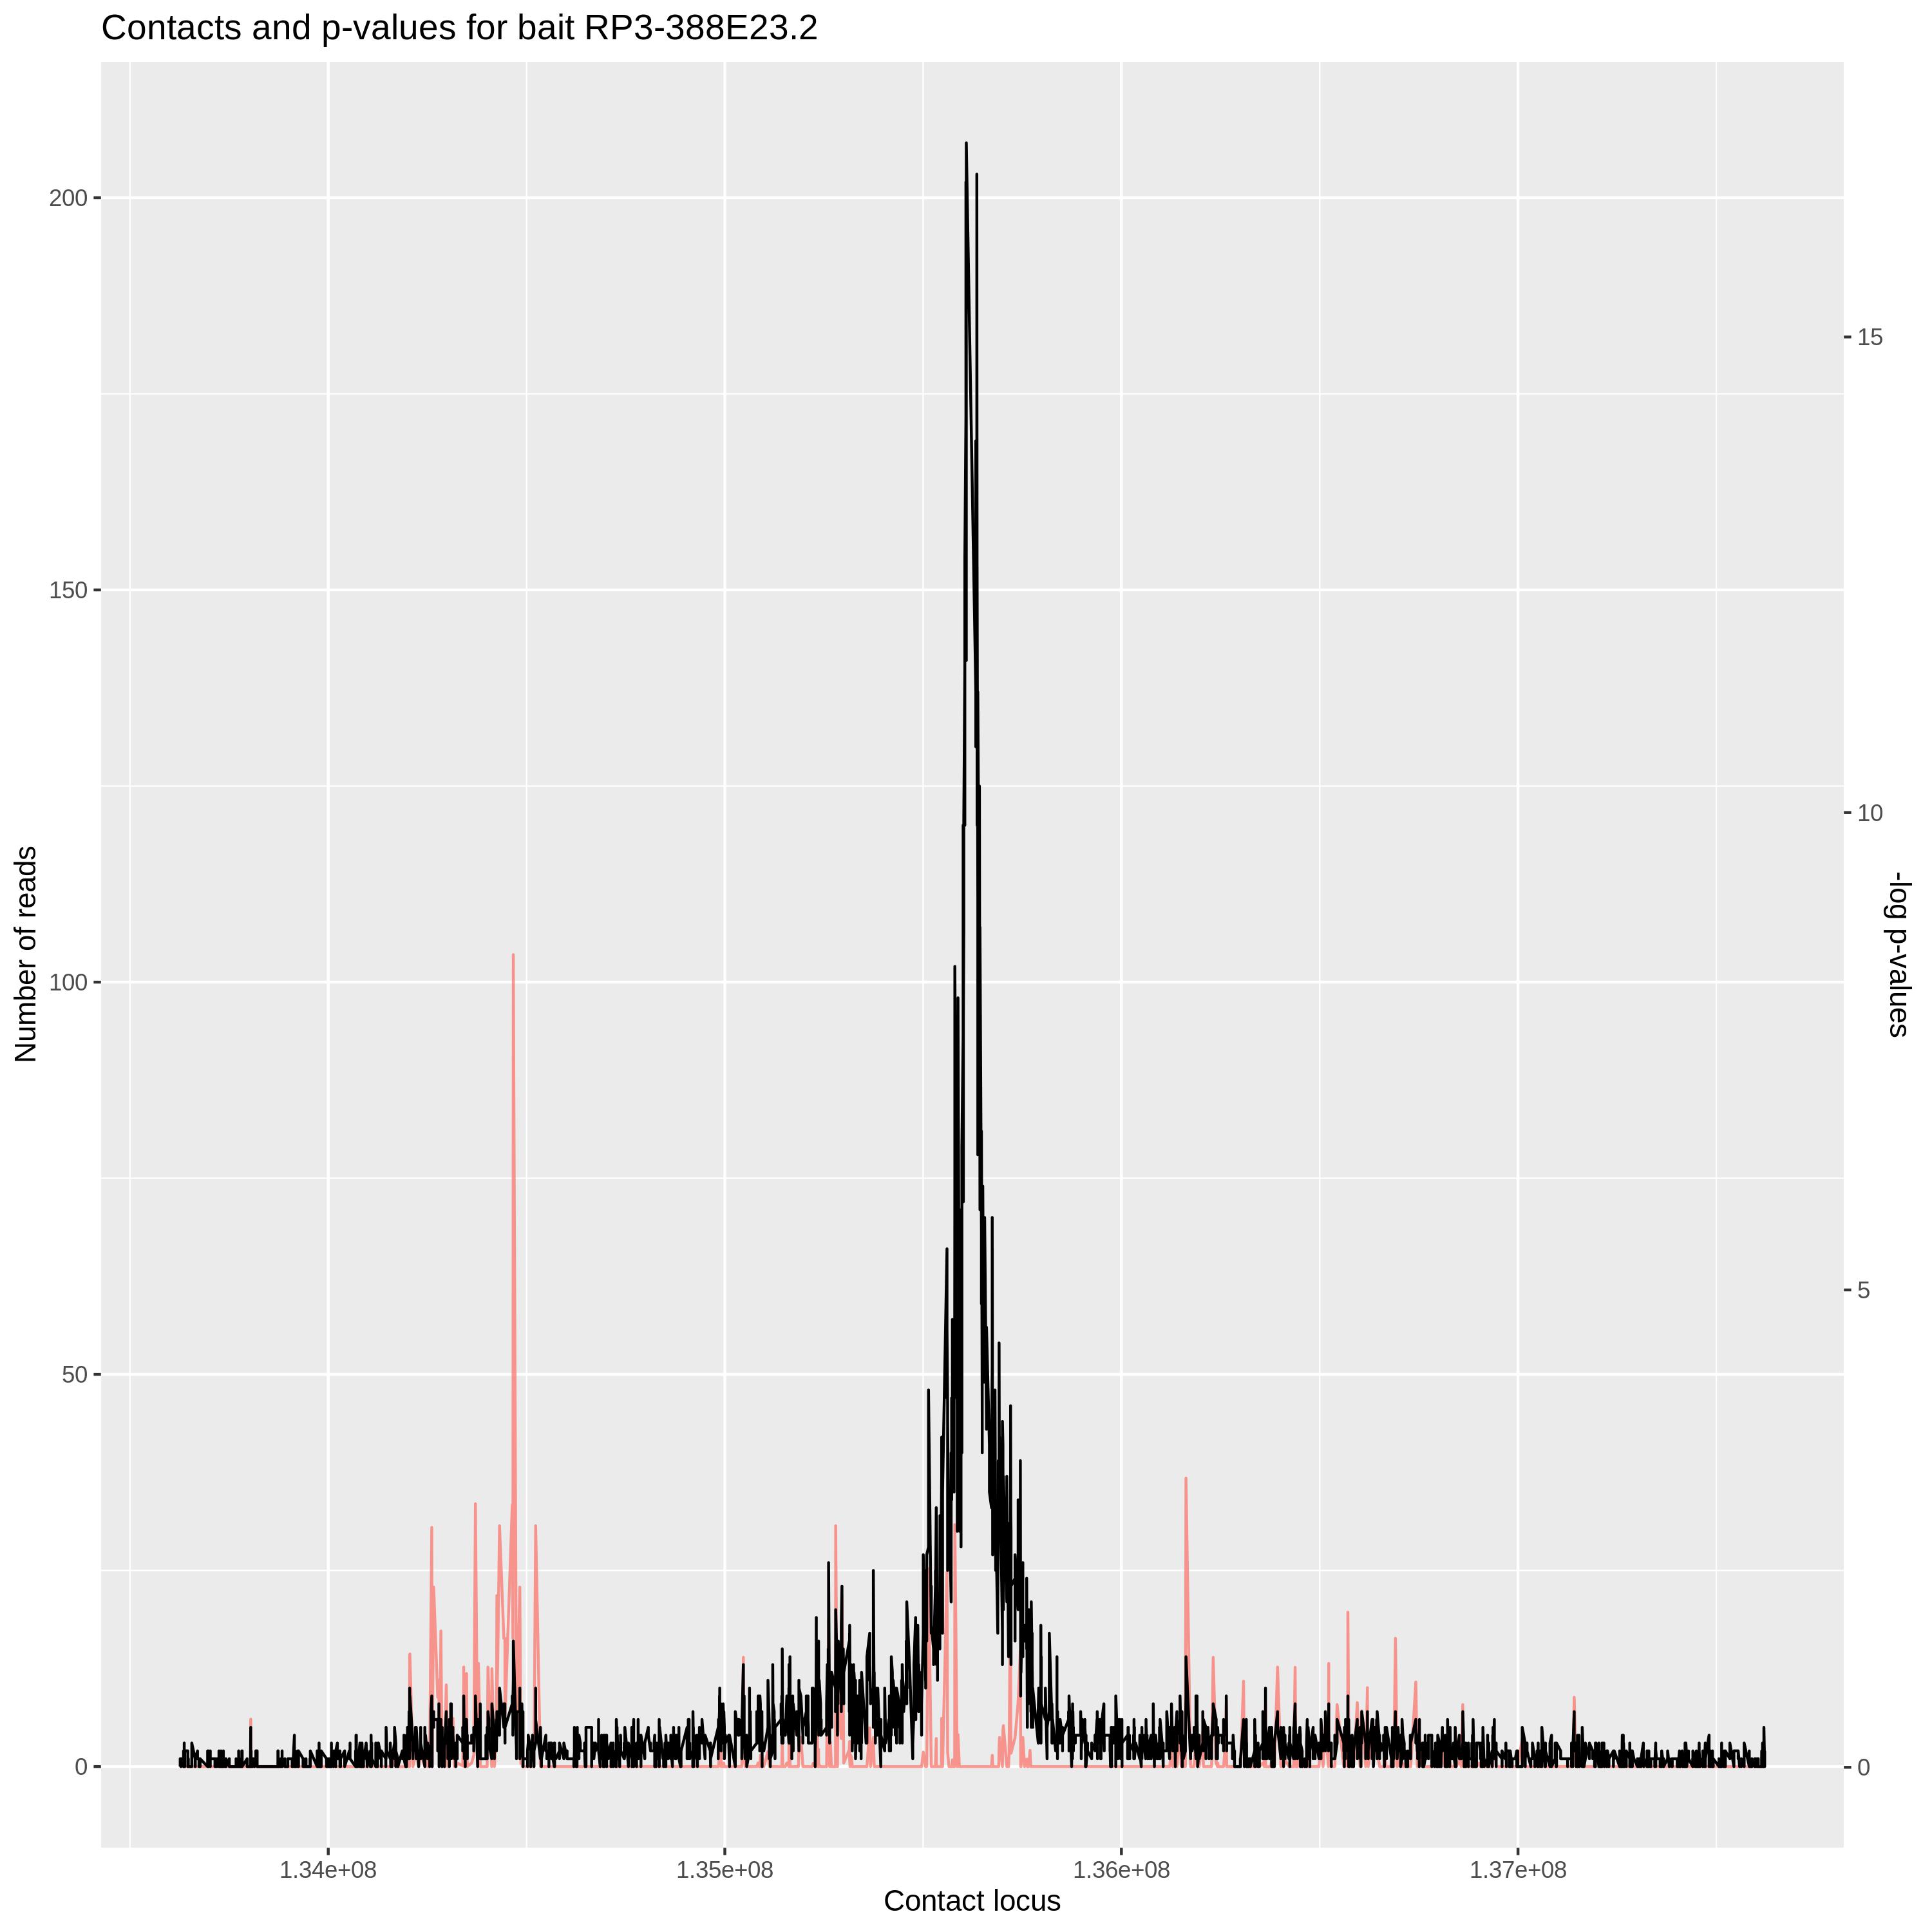 Contacts and p-values for bait RP3-388E23.2
Number of reads
200
150
100
50
0
15
10
5
0
-log p-values
1.34e+08
1.35e+08
1.36e+08
1.37e+08
Contact locus